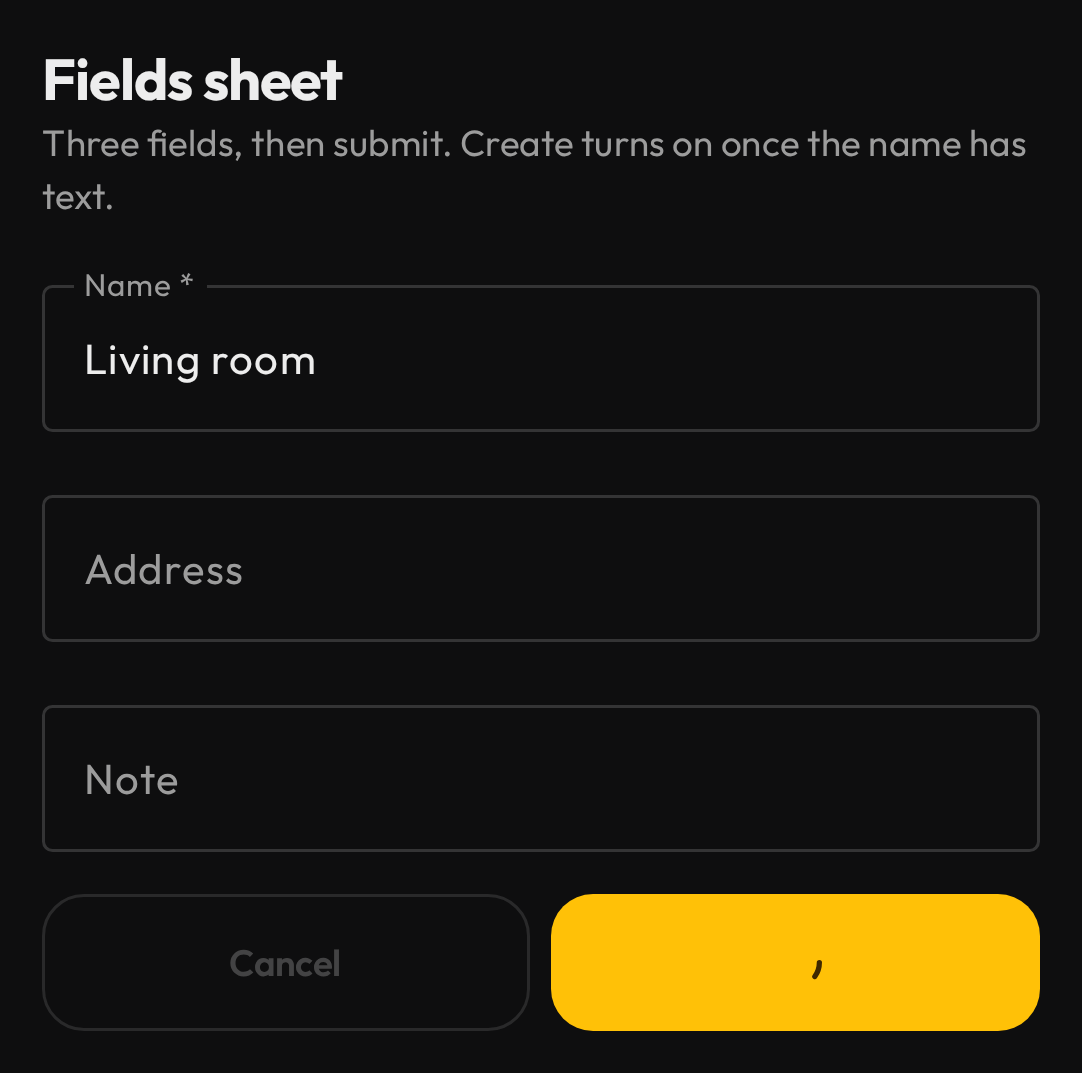 Fields sheet
Three fields, then submit. Create turns on once the name has
text.
Name *
Living room
Address
Note
Cancel